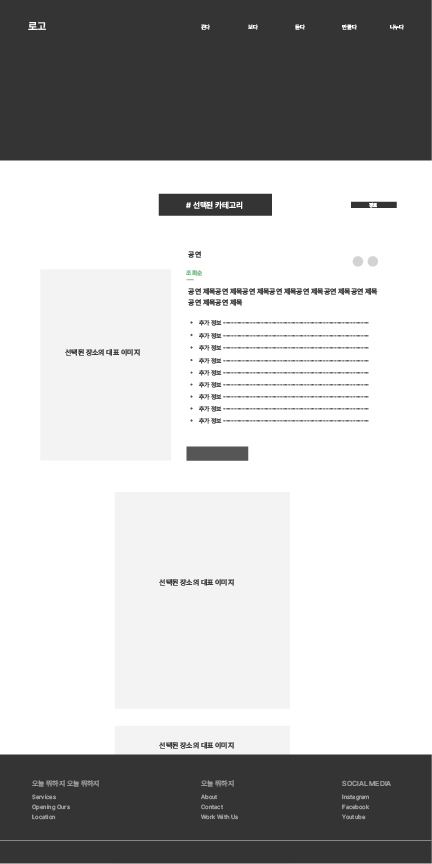 로고
걷다 보다 듣다 만들다 나누다
# 선택된 카테고리
공연
조회순
공연 제목공연 제목공연 제목공연 제목공연 제목공연 제목공연 제목
공연 제목공연 제목
선택된 장소의 대표 이미지
추가 정보
추가 정보
추가 정보
추가 정보
추가 정보
추가 정보
추가 정보
추가 정보
추가 정보
선택된 장소의 대표 이미지
선택된 장소의 대표 이미지
오늘 뭐하지 오늘 뭐하지
Services
Opening Ours
Location
오늘 뭐하지
About
Contact
Work With Us
SOCIAL MEDIA
Instagram
Facebook
Youtube